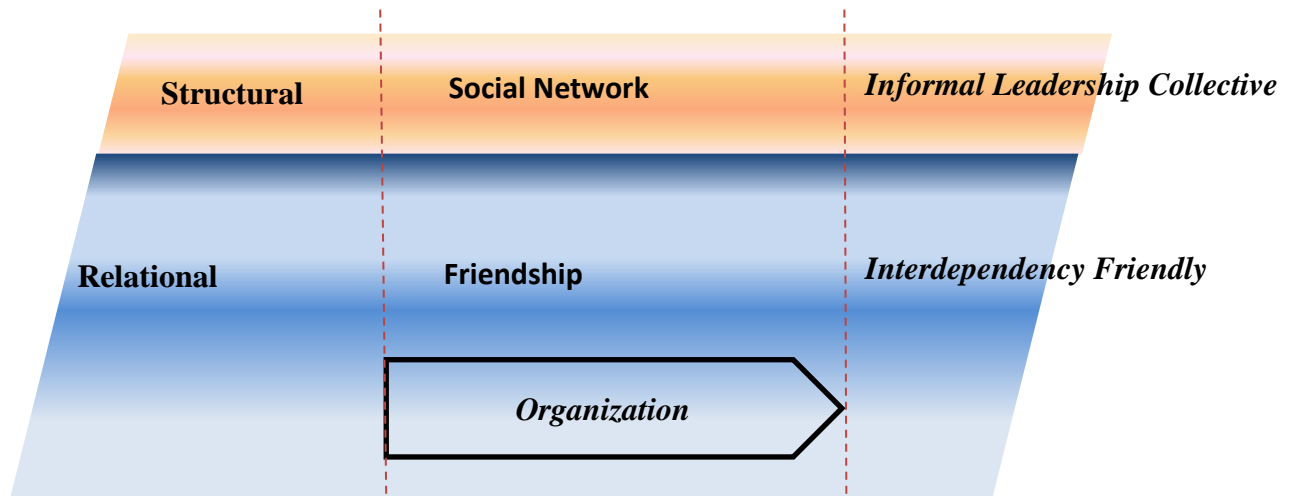 Structural
Social Network
Informal Leadership Collective
Relational
Friendship
Interdependency Friendly
Organization